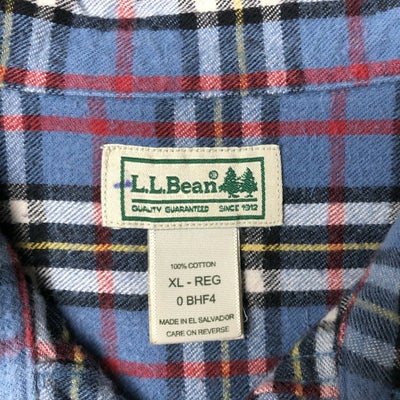 L.L.Bean®
QUALITY GUARANTEED SINCE 1912
100% COTTON
XL - REG
0 BHF4
MADE IN EL SALVADOR
CARE ON REVERSE